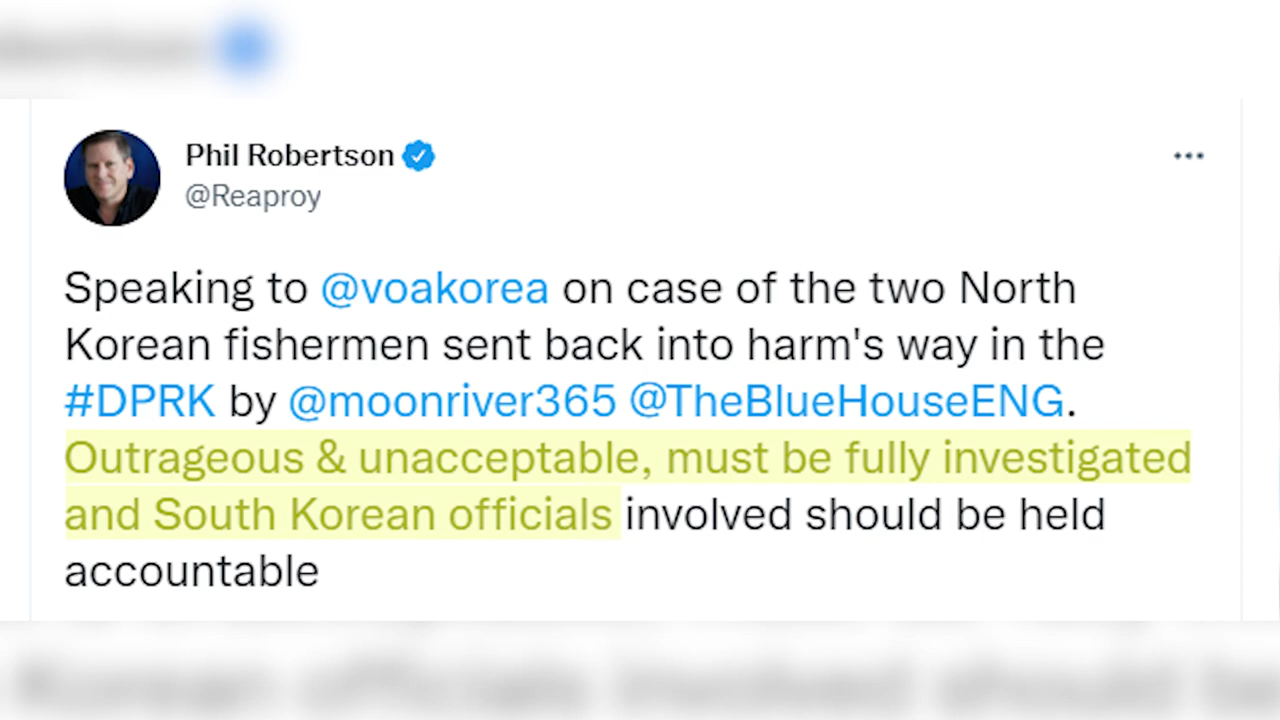 Phil Robertson
@Reaproy
Speaking to @voakorea on case of the two North
Korean fishermen sent back into harm's way in the
#DPRK by @moonriver365 @TheBlueHouseENG.
Outrageous & unacceptable, must be fully investigated
and South Korean officials involved should be held
accountable